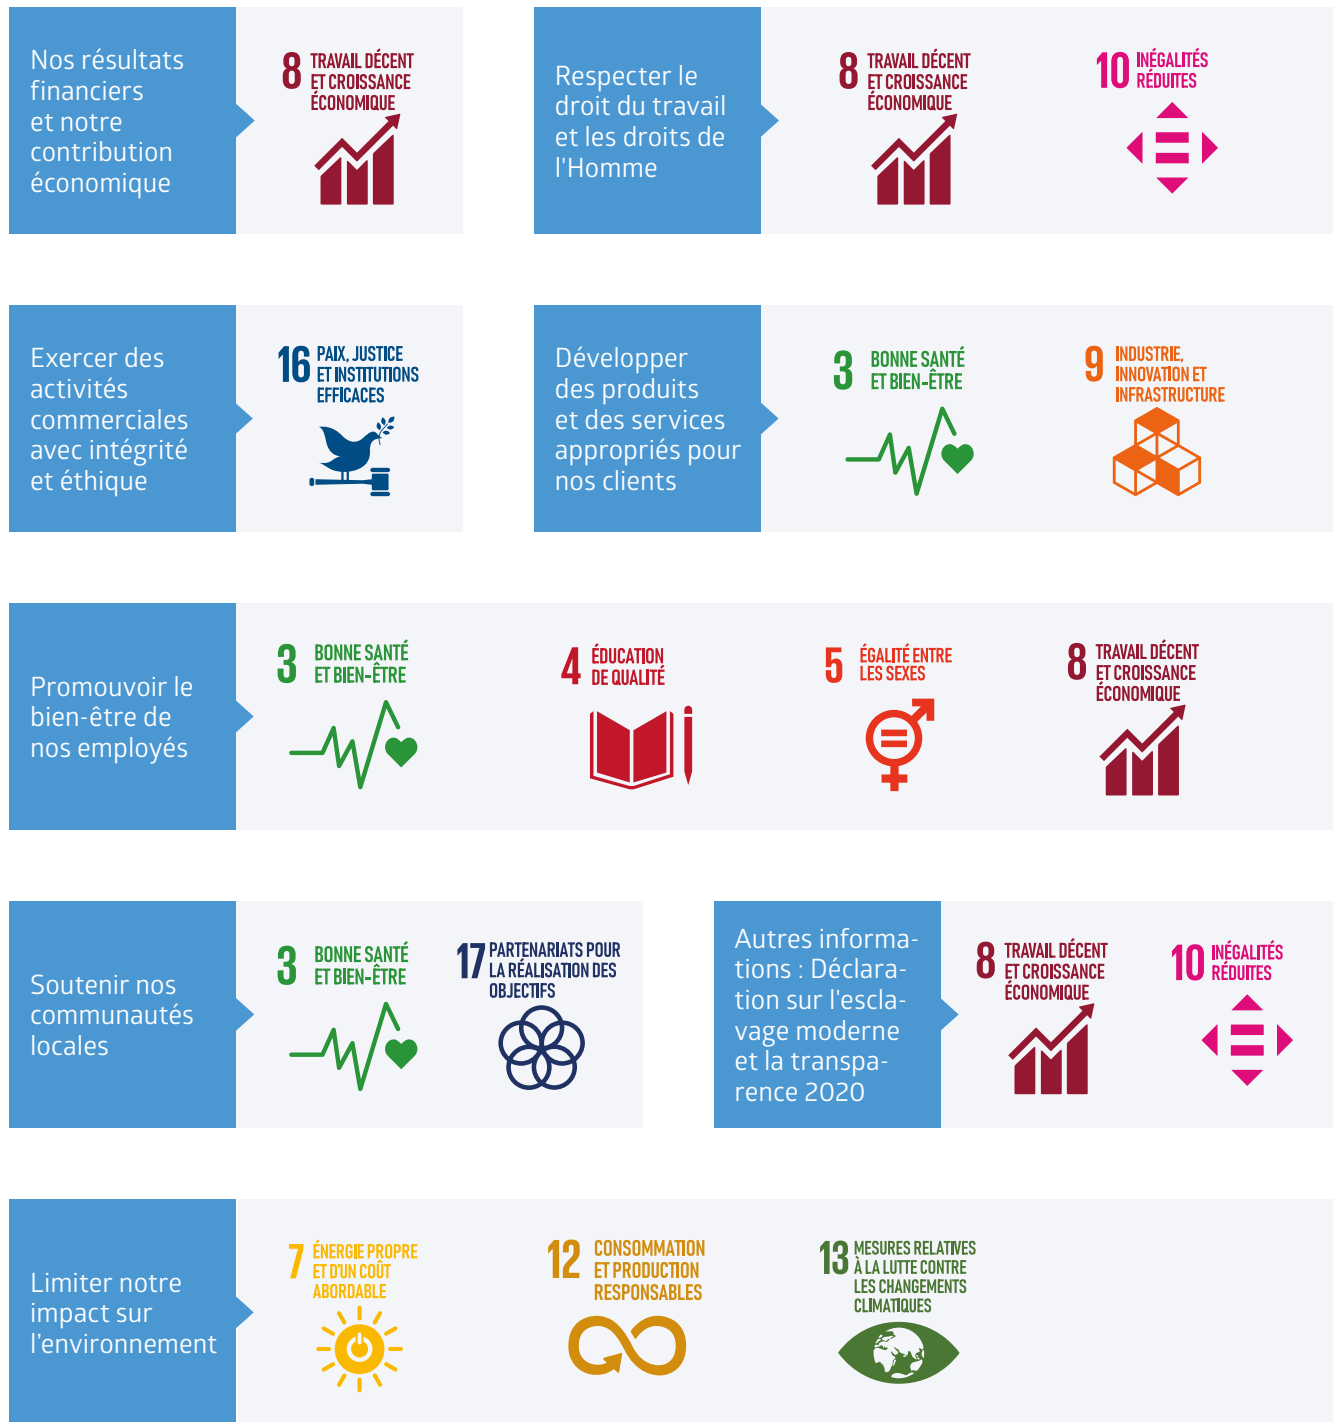 Nos résultats
financiers
et notre
contribution
économique
8 TRAVAIL DÉCENT
ET CROISSANCE
ÉCONOMIQUE
Respecter le
droit du travail
et les droits de
l'Homme
8 TRAVAIL DÉCENT
ET CROISSANCE
ÉCONOMIQUE
10 INÉGALITÉS
RÉDUITES
Exercer des
activités
commerciales
avec intégrité
et éthique
16 PAIX, JUSTICE
ET INSTITUTIONS
EFFICACES
Développer
des produits
et des services
appropriés pour
nos clients
3 BONNE SANTÉ
ET BIEN-ÊTRE
9 INDUSTRIE,
INNOVATION ET
INFRASTRUCTURE
Promouvoir le
bien-être de
nos employés
3 BONNE SANTÉ
ET BIEN-ÊTRE
4 ÉDUCATION
DE QUALITÉ
5 ÉGALITÉ ENTRE
LES SEXES
8 TRAVAIL DÉCENT
ET CROISSANCE
ÉCONOMIQUE
Soutenir nos
communautés
locales
3 BONNE SANTÉ
ET BIEN-ÊTRE
17 PARTENARIATS POUR
LA RÉALISATION DES
OBJECTIFS
Autres informa-
tions : Déclara-
tion sur l'escla-
vage moderne
et la transpa-
rence 2020
8 TRAVAIL DÉCENT
ET CROISSANCE
ÉCONOMIQUE
10 INÉGALITÉS
RÉDUITES
Limiter notre
impact sur
l’environnement
7 ÉNERGIE PROPRE
ET D'UN COÛT
ABORDABLE
12 CONSOMMATION
ET PRODUCTION
RESPONSABLES
13 MESURES RELATIVES
À LA LUTTE CONTRE
LES CHANGEMENTS
CLIMATIQUES